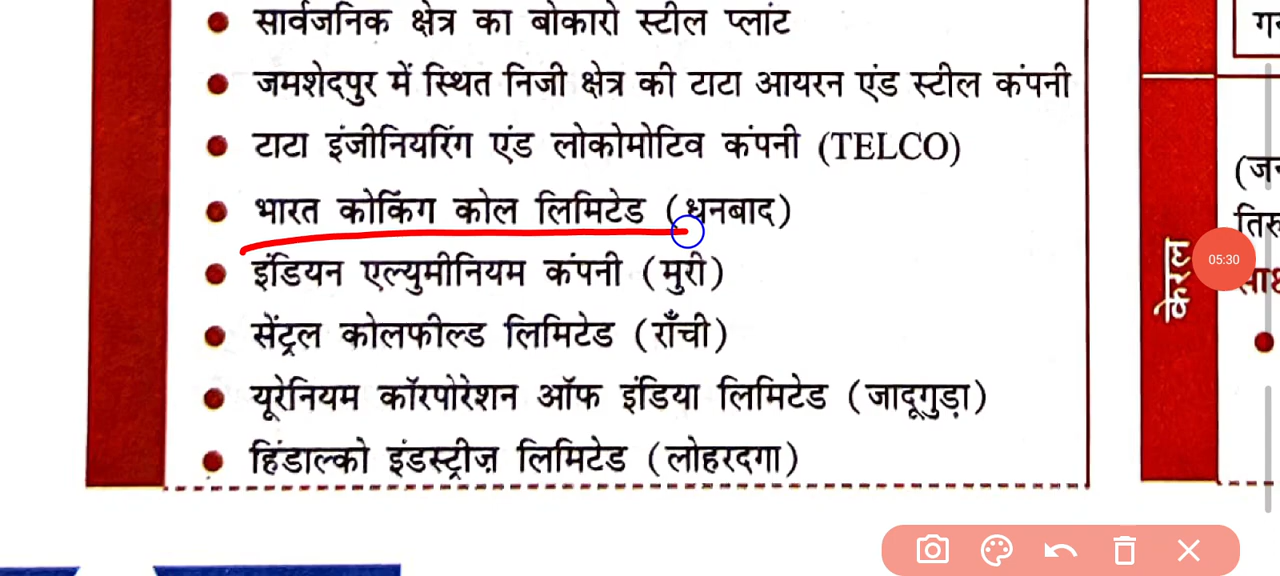 सार्वजनिक क्षेत्र का बोकारो स्टील प्लांट
जमशेदपुर में स्थित निजी क्षेत्र की टाटा आयरन एंड स्टील कंपनी
टाटा इंजीनियरिंग एंड लोकोमोटिव कंपनी (TELCO)
भारत कोकिंग कोल लिमिटेड (धनबाद)
इंडियन एल्युमीनियम कंपनी (मुरी)
सेंट्रल कोलफील्ड लिमिटेड (राँची)
यूरेनियम कॉरपोरेशन ऑफ इंडिया लिमिटेड (जादूगुड़ा)
हिंडाल्को इंडस्ट्रीज़ लिमिटेड (लोहरदगा)
केरल
05:30